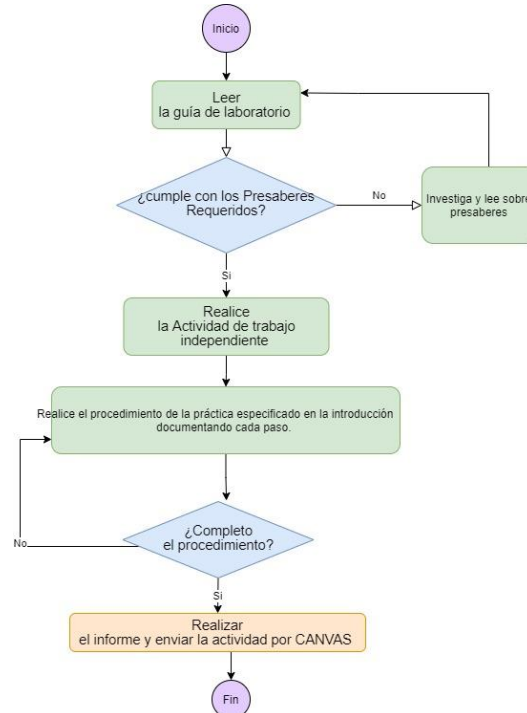 Inicio
Leer
la guía de laboratorio
¿cumple con los Presaberes
Requeridos?
No
Investiga y lee sobre
presaberes
Si
Realice
la Actividad de trabajo
independiente
Realice el procedimiento de la práctica especificado en la introducción
documentando cada paso.
¿Completo
el procedimiento?
No
Si
Realizar
el informe y enviar la actividad por CANVAS
Fin